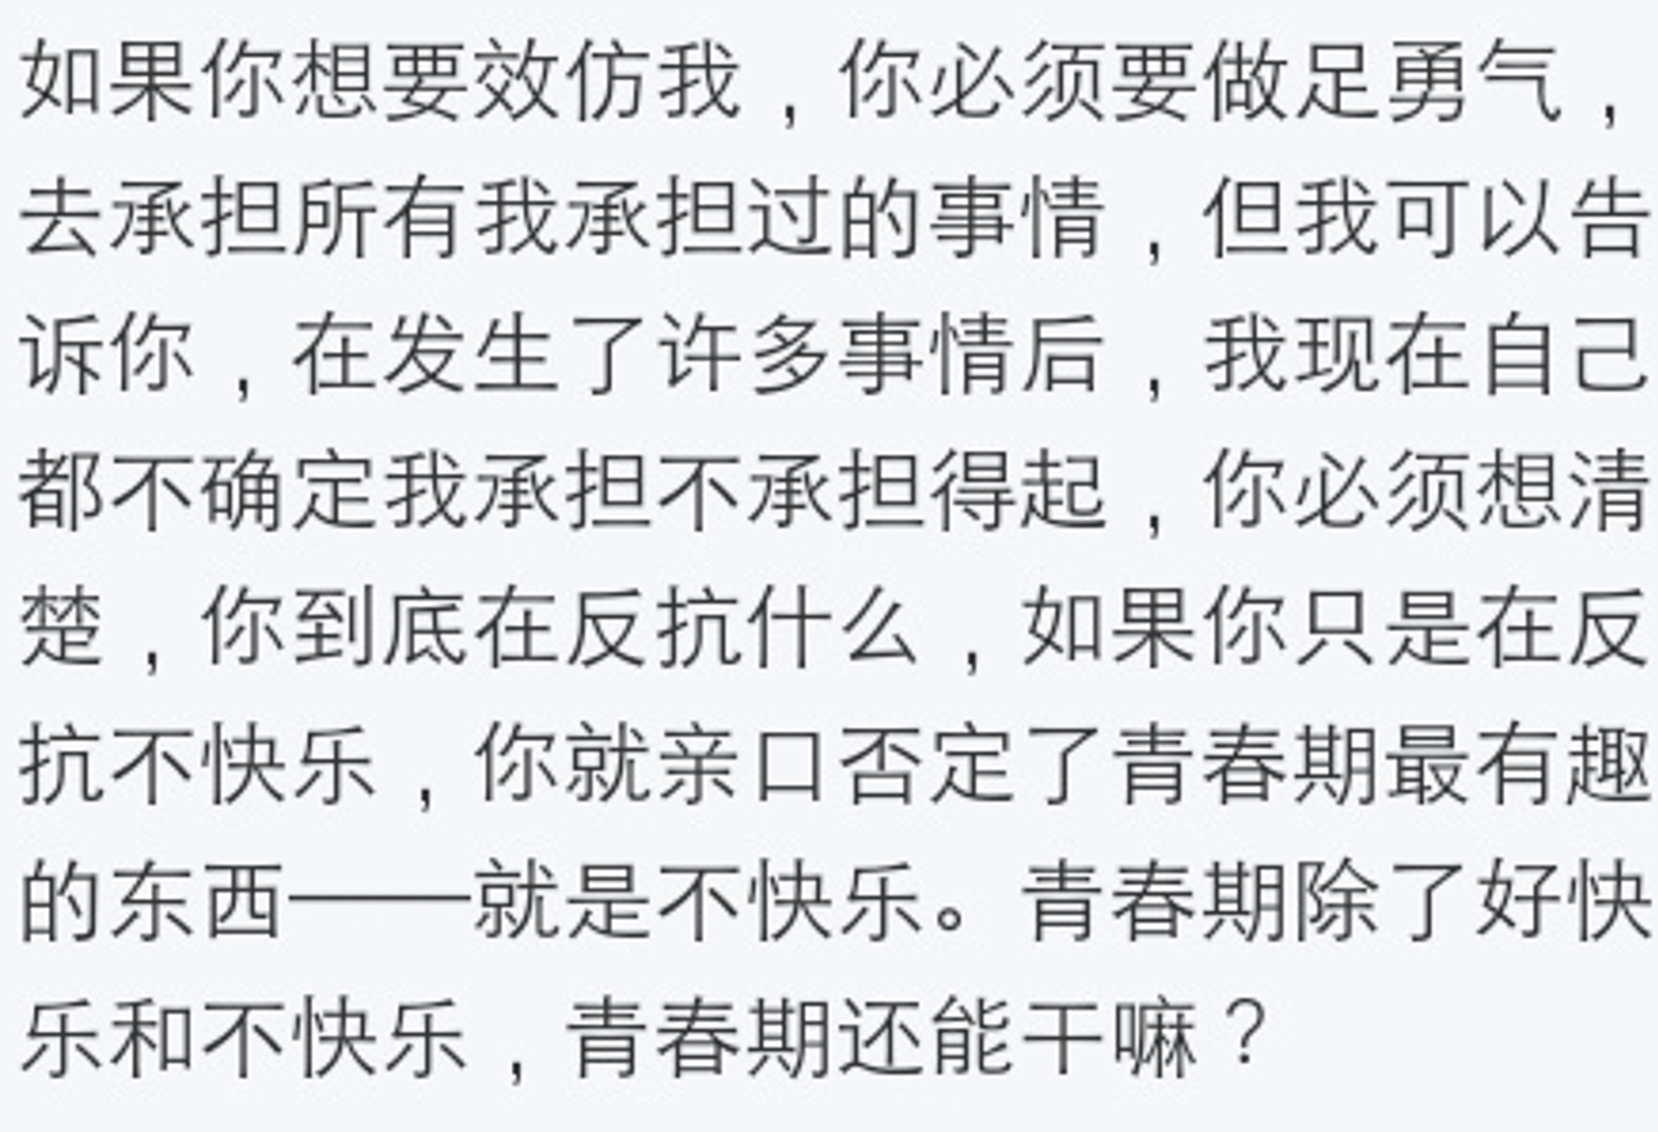 如果你想要效仿我，你必须要做足勇气，
去承担所有我承担过的事情，但我可以告
诉你，在发生了许多事情后，我现在自己
都不确定我承担不承担得起，你必须想清
楚，你到底在反抗什么，如果你只是在反
抗不快乐，你就亲口否定了青春期最有趣
的东西——就是不快乐。青春期除了好快
乐和不快乐，青春期还能干嘛？